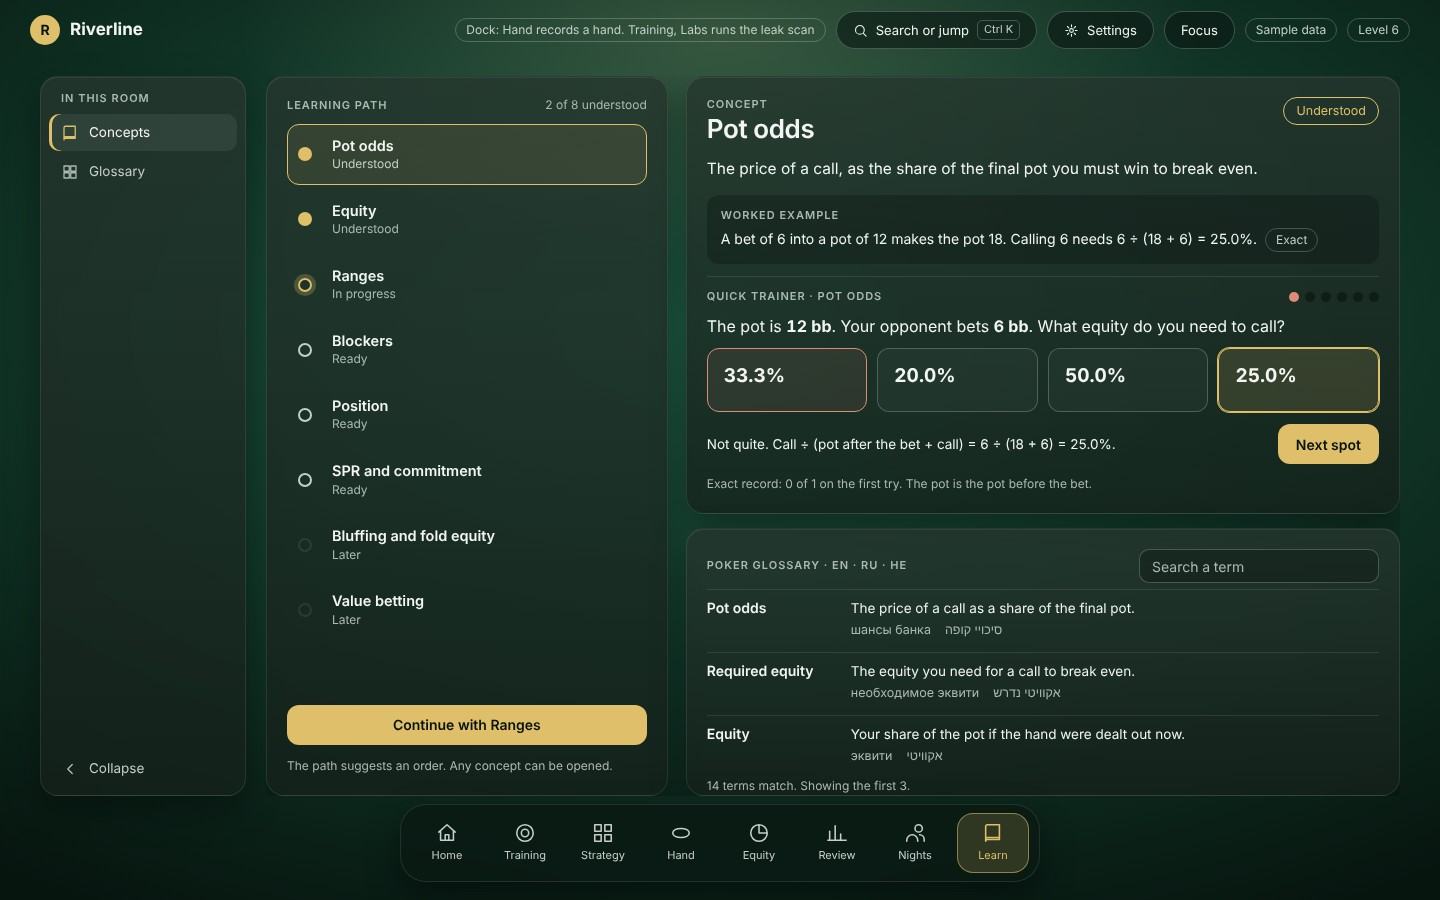 R Riverline
Dock: Hand records a hand. Training, Labs runs the leak scan
Search or jump Ctrl K
Settings
Focus
Sample data
Level 6
IN THIS ROOM
Concepts
Glossary
Collapse
LEARNING PATH 2 of 8 understood
Pot odds
Understood
Equity
Understood
Ranges
In progress
Blockers
Ready
Position
Ready
SPR and commitment
Ready
Bluffing and fold equity
Later
Value betting
Later
Continue with Ranges
The path suggests an order. Any concept can be opened.
CONCEPT
Pot odds
Understood
The price of a call, as the share of the final pot you must win to break even.
WORKED EXAMPLE
A bet of 6 into a pot of 12 makes the pot 18. Calling 6 needs 6 ÷ (18 + 6) = 25.0%. Exact
QUICK TRAINER · POT ODDS
The pot is 12 bb. Your opponent bets 6 bb. What equity do you need to call?
33.3% 20.0% 50.0% 25.0%
Not quite. Call ÷ (pot after the bet + call) = 6 ÷ (18 + 6) = 25.0%.
Next spot
Exact record: 0 of 1 on the first try. The pot is the pot before the bet.
POKER GLOSSARY · EN · RU · HE
Search a term
Pot odds The price of a call as a share of the final pot.
шансы банка סיכויי קופה
Required equity The equity you need for a call to break even.
необходимое эквити אקוויטי נדרש
Equity Your share of the pot if the hand were dealt out now.
эквити אקוויטי
14 terms match. Showing the first 3.
Home Training Strategy Hand Equity Review Nights Learn